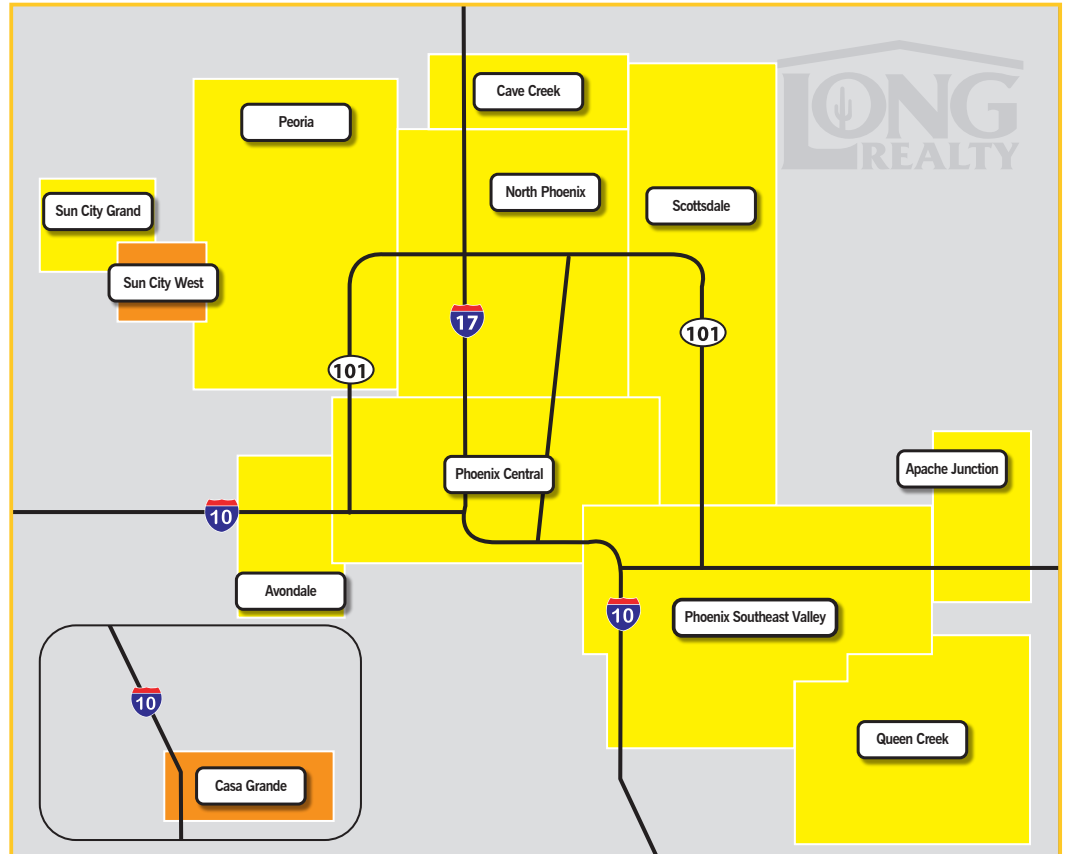 LONG
REALTY
Cave Creek
Peoria
North Phoenix
Scottsdale
Sun City Grand
Sun City West
17
101
101
Phoenix Central
Apache Junction
10
Avondale
10
Phoenix Southeast Valley
10
Queen Creek
Casa Grande